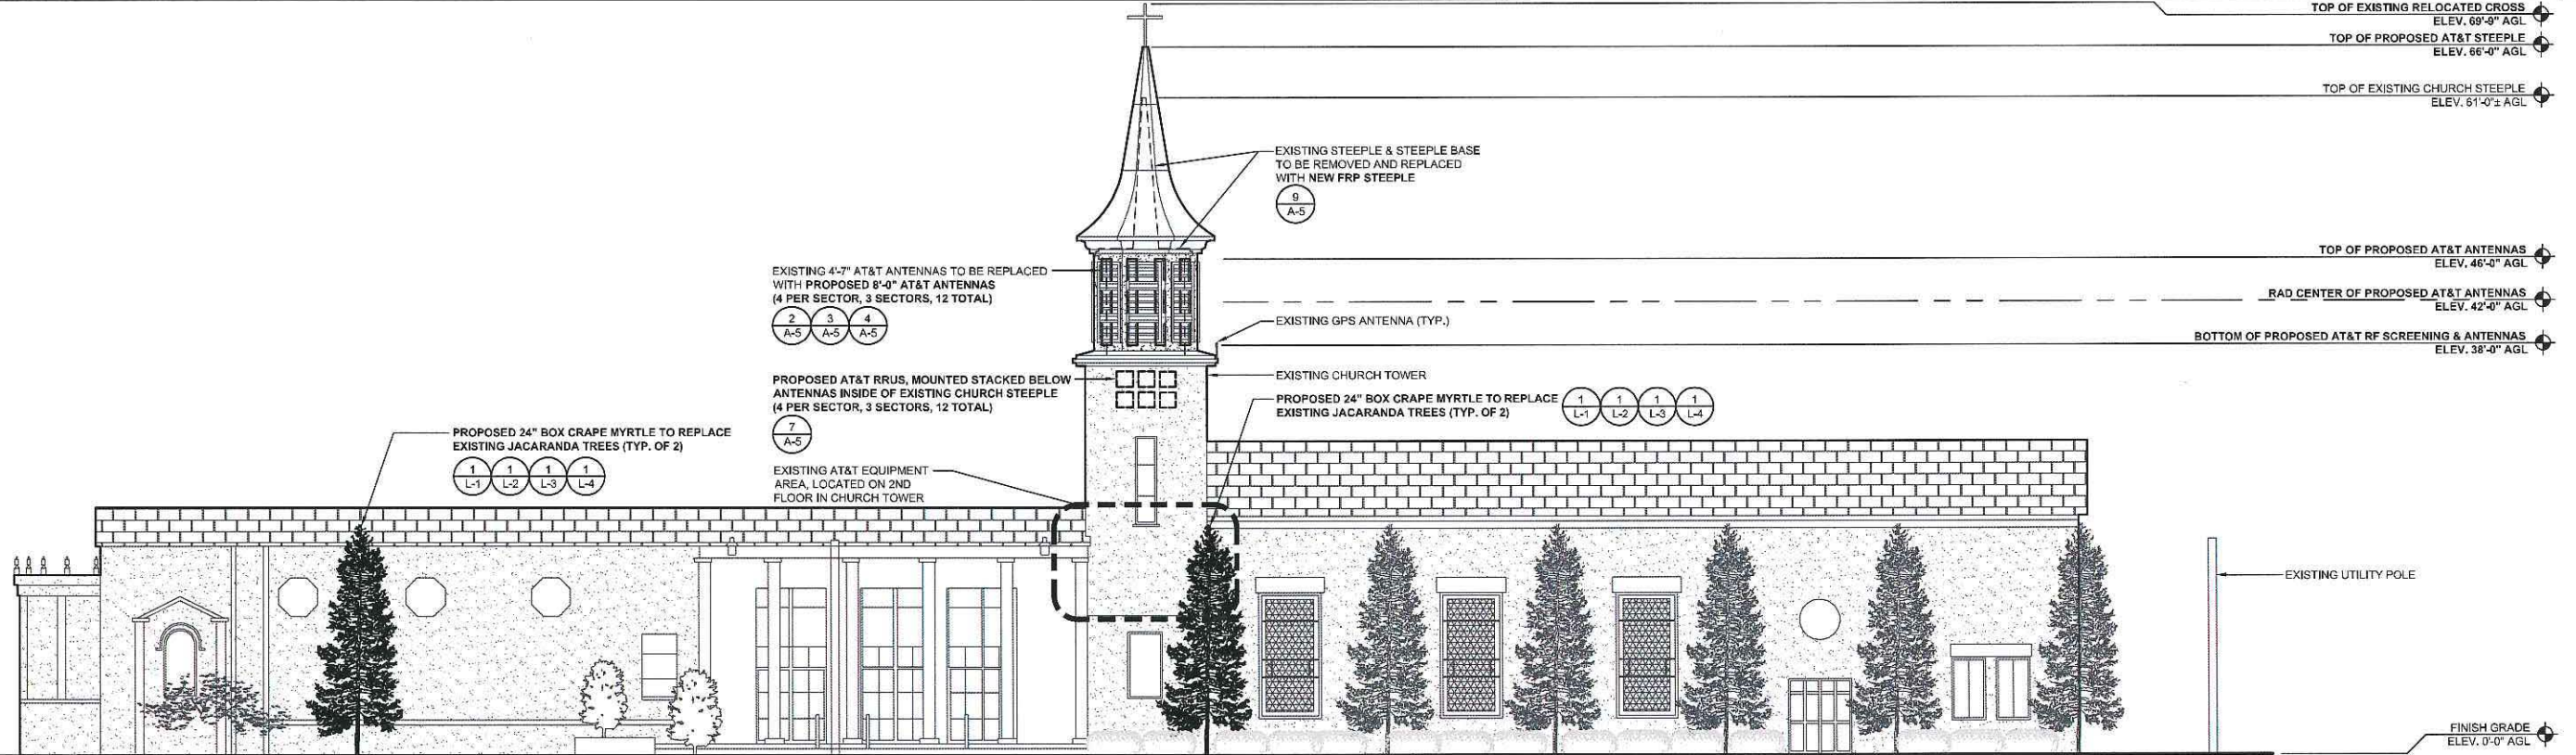 TOP OF EXISTING RELOCATED CROSS
ELEV. 69'-9" AGL
TOP OF PROPOSED AT&T STEEPLE
ELEV. 66'-0" AGL
TOP OF EXISTING CHURCH STEEPLE
ELEV. 61'-0"± AGL
EXISTING STEEPLE & STEEPLE BASE
TO BE REMOVED AND REPLACED
WITH NEW FRP STEEPLE
9
A-5
TOP OF PROPOSED AT&T ANTENNAS
ELEV. 46'-0" AGL
EXISTING 4'-7" AT&T ANTENNAS TO BE REPLACED
WITH PROPOSED 8'-0" AT&T ANTENNAS
(4 PER SECTOR, 3 SECTORS, 12 TOTAL)
2 3 4
A-5 A-5 A-5
RAD CENTER OF PROPOSED AT&T ANTENNAS
ELEV. 42'-0" AGL
EXISTING GPS ANTENNA (TYP.)
BOTTOM OF PROPOSED AT&T RF SCREENING & ANTENNAS
ELEV. 38'-0" AGL
EXISTING CHURCH TOWER
PROPOSED AT&T RRUS, MOUNTED STACKED BELOW
ANTENNAS INSIDE OF EXISTING CHURCH STEEPLE
(4 PER SECTOR, 3 SECTORS, 12 TOTAL)
7
A-5
PROPOSED 24" BOX CRAPE MYRTLE TO REPLACE
EXISTING JACARANDA TREES (TYP. OF 2)
1 1 1 1
L-1 L-2 L-3 L-4
PROPOSED 24" BOX CRAPE MYRTLE TO REPLACE
EXISTING JACARANDA TREES (TYP. OF 2)
1 1 1 1
L-1 L-2 L-3 L-4
EXISTING AT&T EQUIPMENT
AREA, LOCATED ON 2ND
FLOOR IN CHURCH TOWER
EXISTING UTILITY POLE
FINISH GRADE
ELEV. 0'-0" AGL